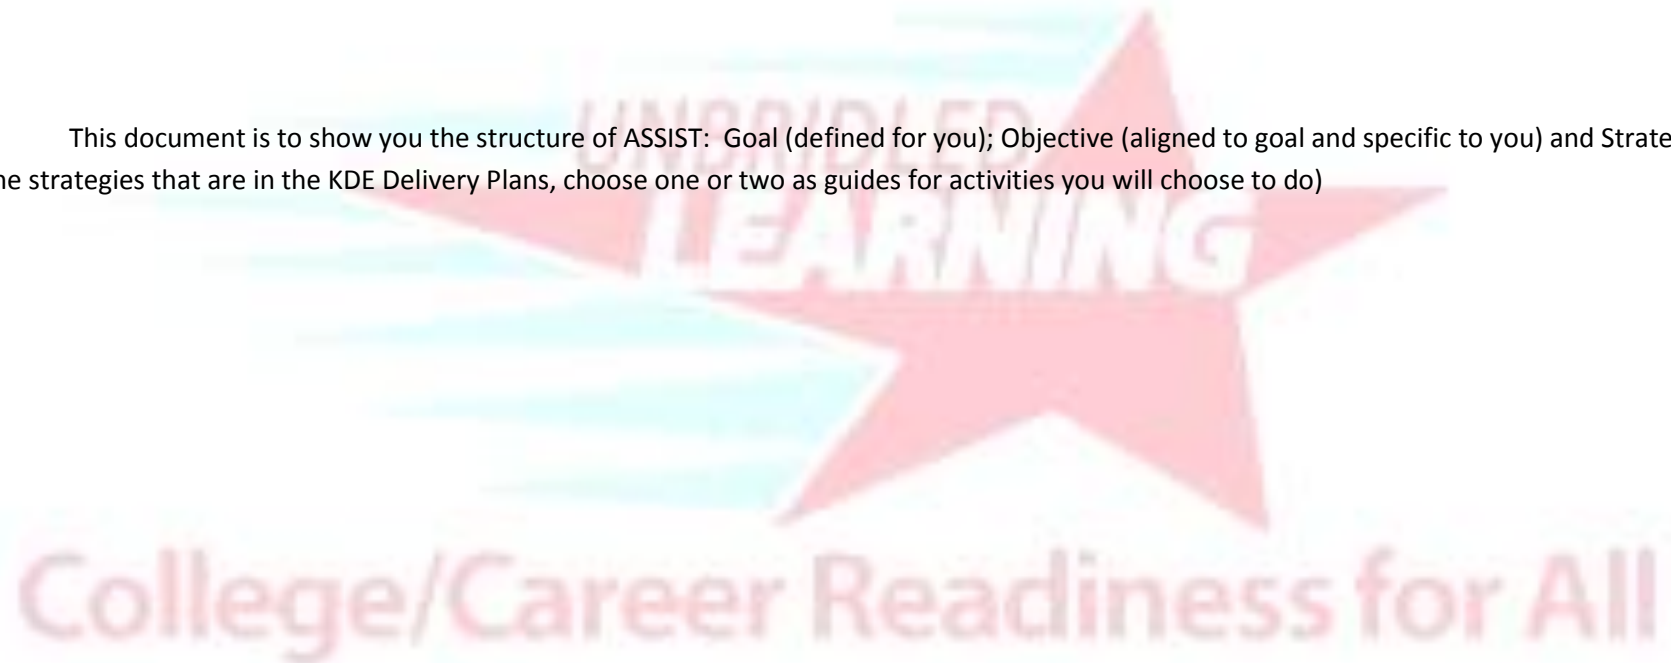 UNBRIDLED
This document is to show you the structure of ASSIST:  Goal (defined for you); Objective (aligned to goal and specific to you) and Strate
ne strategies that are in the KDE Delivery Plans, choose one or two as guides for activities you will choose to do)
LEARNING
College/Career Readiness for All